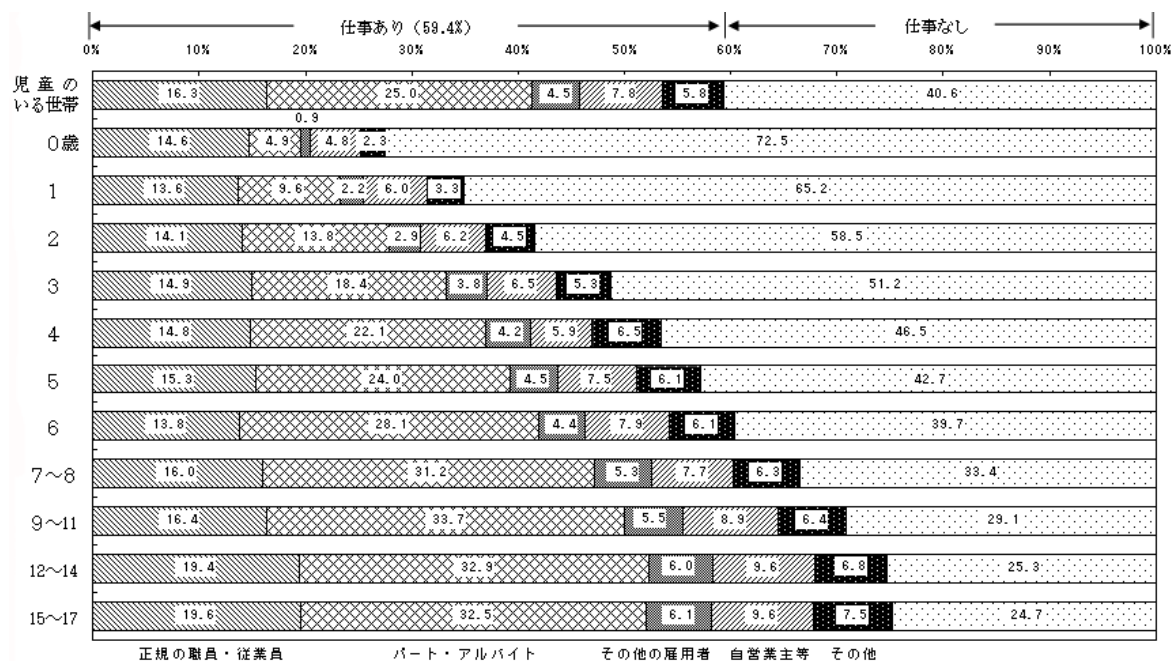 仕事あり（59.4%） 仕事なし
0% 10% 20% 30% 40% 50% 60% 70% 80% 90% 100%
児童の
いる世帯 16.3 25.0 4.5 7.8 5.8 40.6
0.9
0歳 14.6 4.9 4.8 2.3 72.5
1 13.6 9.6 2.2 6.0 3.3 65.2
2 14.1 13.8 2.9 6.2 4.5 58.5
3 14.9 18.4 3.8 6.5 5.3 51.2
4 14.8 22.1 4.2 5.9 6.5 46.5
5 15.3 24.0 4.5 7.5 6.1 42.7
6 13.8 28.1 4.4 7.9 6.1 39.7
7～8 16.0 31.2 5.3 7.7 6.3 33.4
9～11 16.4 33.7 5.5 8.9 6.4 29.1
12～14 19.4 32.9 6.0 9.6 6.8 25.3
15～17 19.6 32.5 6.1 9.6 7.5 24.7
正規の職員・従業員 パート・アルバイト その他の雇用者 自営業主等 その他